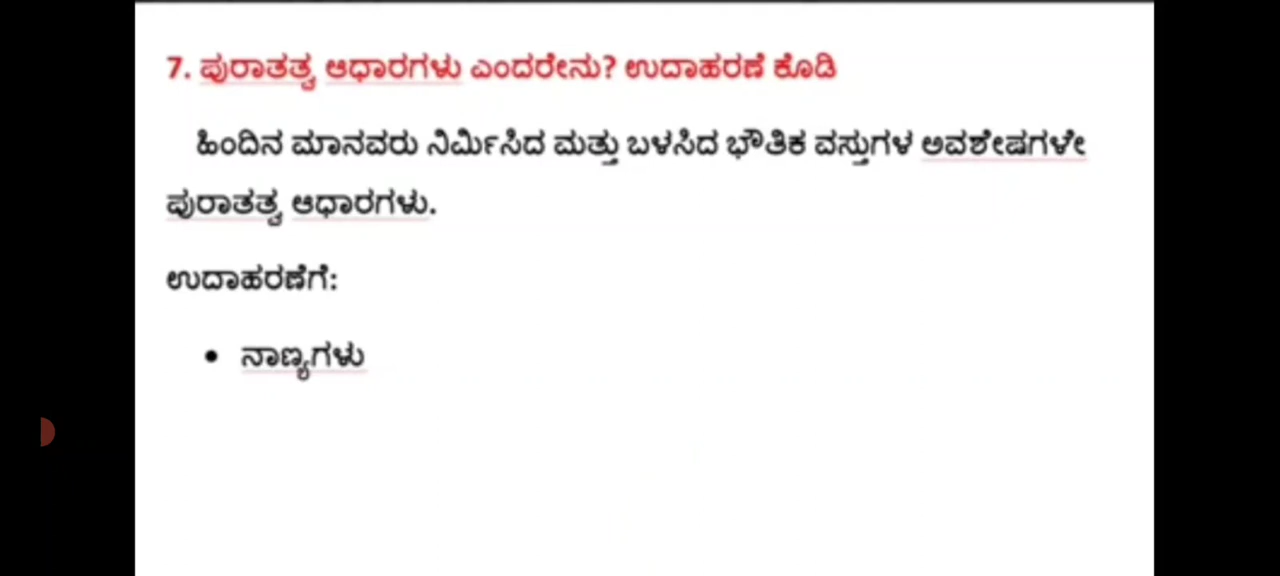 7. ಪುರಾತತ್ವ ಆಧಾರಗಳು ಎಂದರೇನು? ಉದಾಹರಣೆ ಕೊಡಿ
ಹಿಂದಿನ ಮಾನವರು ನಿರ್ಮಿಸಿದ ಮತ್ತು ಬಳಸಿದ ಭೌತಿಕ ವಸ್ತುಗಳ ಅವಶೇಷಗಳೇ
ಪುರಾತತ್ವ ಆಧಾರಗಳು.
ಉದಾಹರಣೆಗೆ:
• ನಾಣ್ಯಗಳು